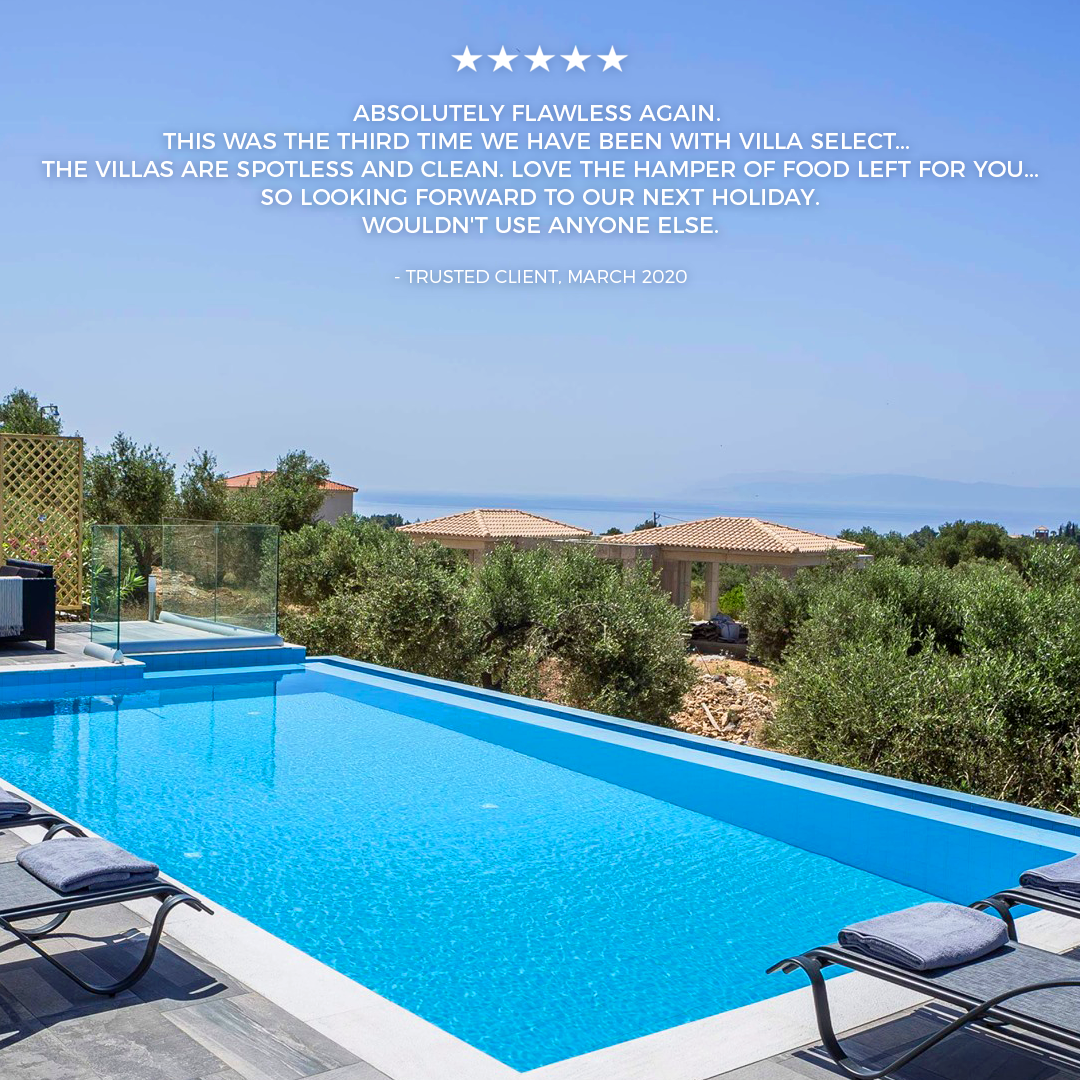 ★★★★★
ABSOLUTELY FLAWLESS AGAIN.
THIS WAS THE THIRD TIME WE HAVE BEEN WITH VILLA SELECT...
THE VILLAS ARE SPOTLESS AND CLEAN. LOVE THE HAMPER OF FOOD LEFT FOR YOU...
SO LOOKING FORWARD TO OUR NEXT HOLIDAY.
WOULDN'T USE ANYONE ELSE.
- TRUSTED CLIENT, MARCH 2020